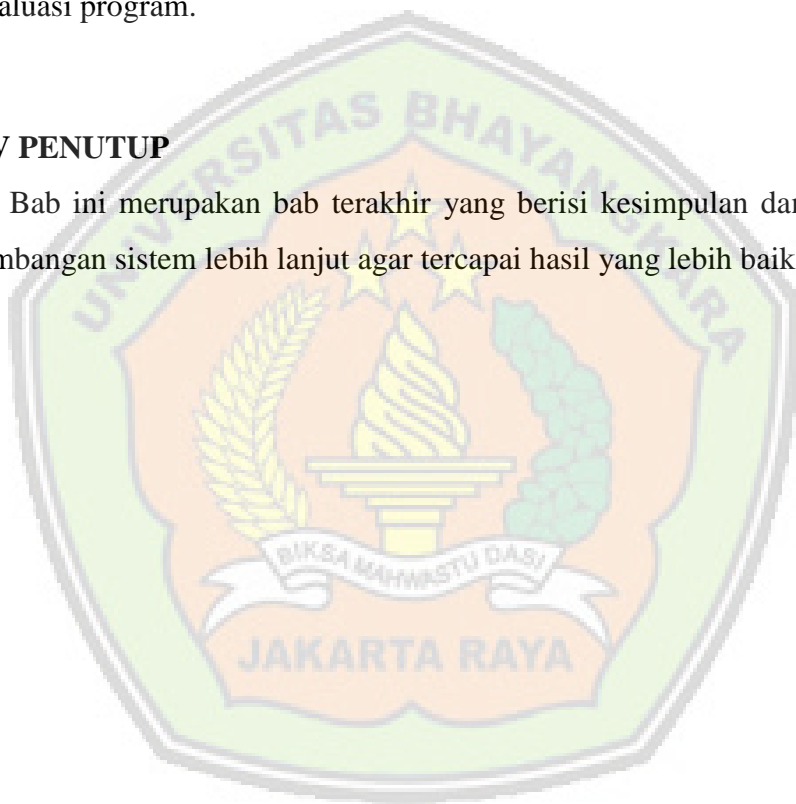 aluasi program.
V PENUTUP
Bab ini merupakan bab terakhir yang berisi kesimpulan dan
mbangan sistem lebih lanjut agar tercapai hasil yang lebih baik
UNIVERSITAS BHAYANGKARA
BIKSA MAHWASTU DASI
JAKARTA RAYA